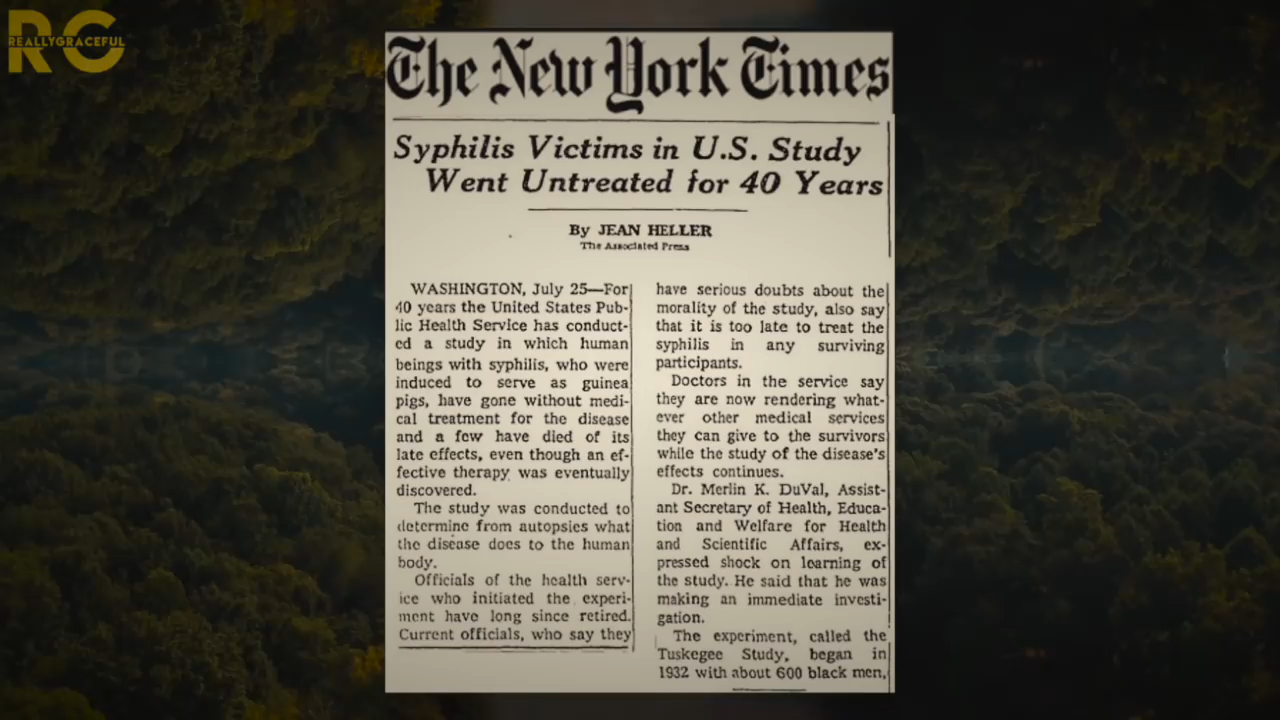 RG
REALLYGRACEFUL
The New York Times
Syphilis Victims in U.S. Study
Went Untreated for 40 Years
By JEAN HELLER
The Associated Press
WASHINGTON, July 25—For
40 years the United States Pub-
lic Health Service has conduct-
ed a study in which human
beings with syphilis, who were
induced to serve as guinea
pigs, have gone without medi-
cal treatment for the disease
and a few have died of its
late effects, even though an ef-
fective therapy was eventually
discovered.
The study was conducted to
determine from autopsies what
the disease does to the human
body.
Officials of the health serv-
ice who initiated the experi-
ment have long since retired.
Current officials, who say they
have serious doubts about the
morality of the study, also say
that it is too late to treat the
syphilis in any surviving
participants.
Doctors in the service say
they are now rendering what-
ever other medical services
they can give to the survivors
while the study of the disease's
effects continues.
Dr. Merlin K. DuVal, Assist-
ant Secretary of Health, Educa-
tion and Welfare for Health
and Scientific Affairs, ex-
pressed shock on learning of
the study. He said that he was
making an immediate investi-
gation.
The experiment, called the
Tuskegee Study, began in
1932 with about 600 black men,